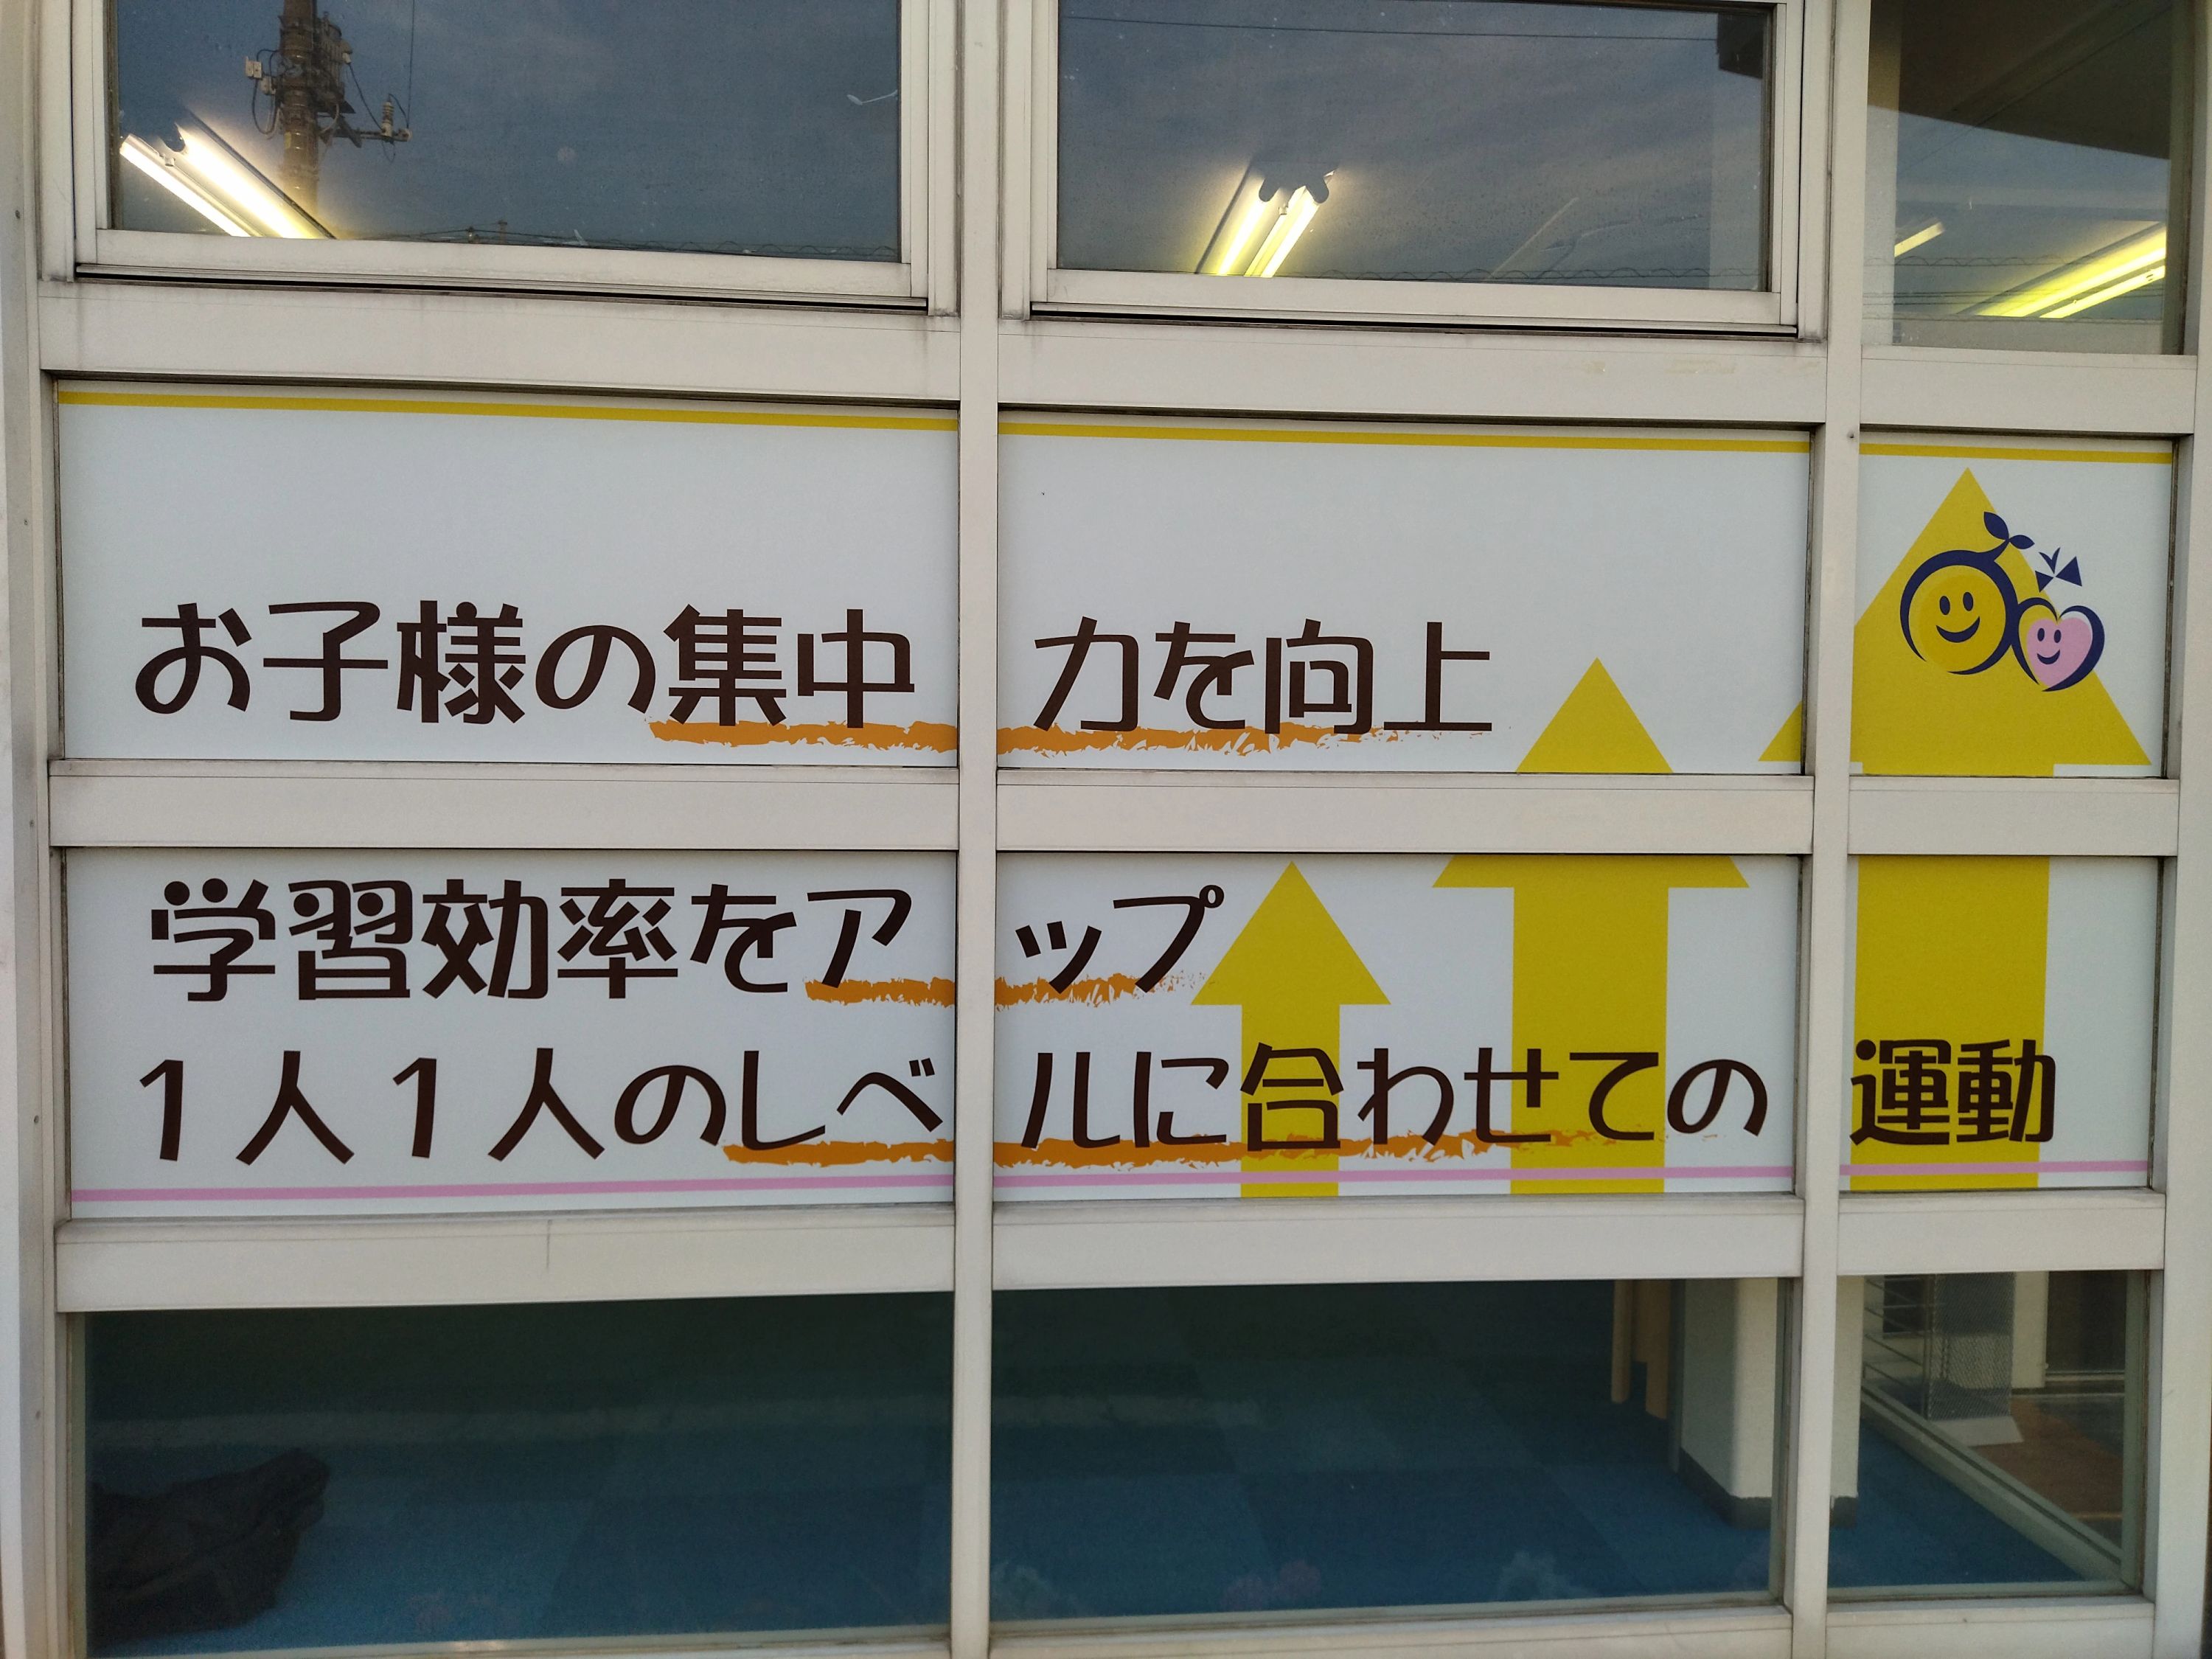 お子様の集中力を向上
学習効率をアップ
1人1人のレベルに合わせての運動